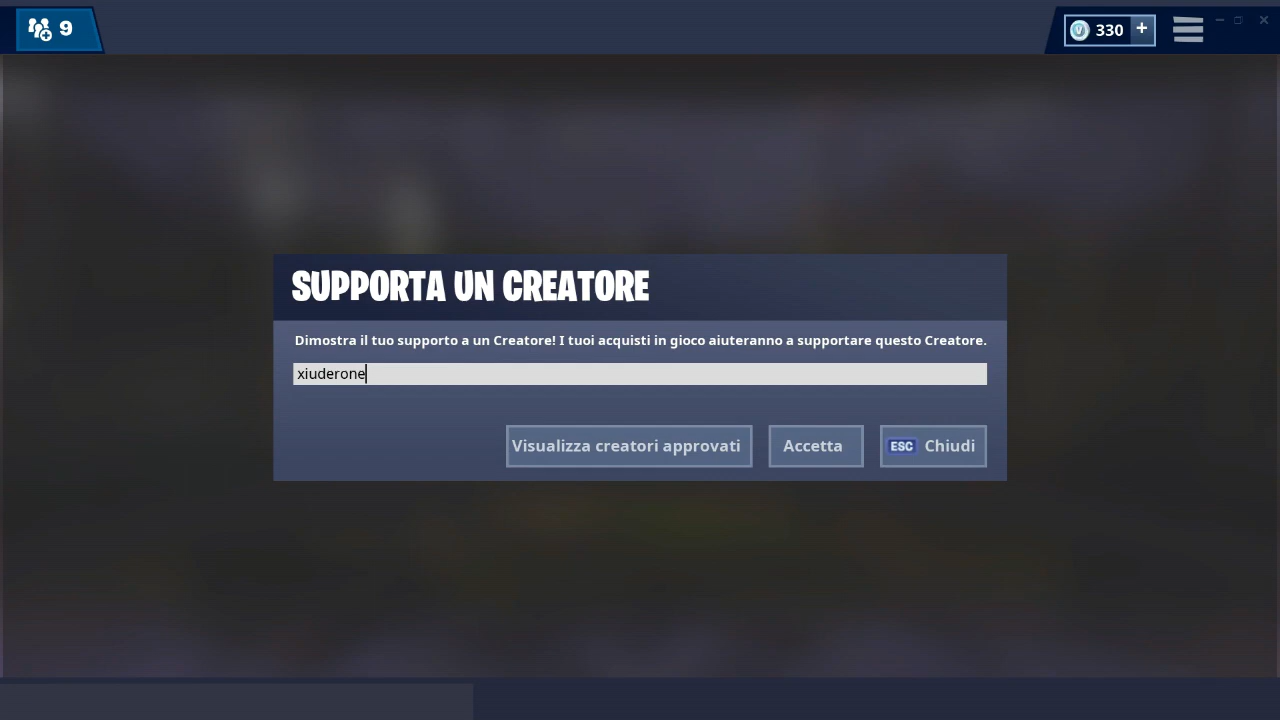 9
330 +
SUPPORTA UN CREATORE
Dimostra il tuo supporto a un Creatore! I tuoi acquisti in gioco aiuteranno a supportare questo Creatore.
xiuderone
Visualizza creatori approvati Accetta ESC Chiudi